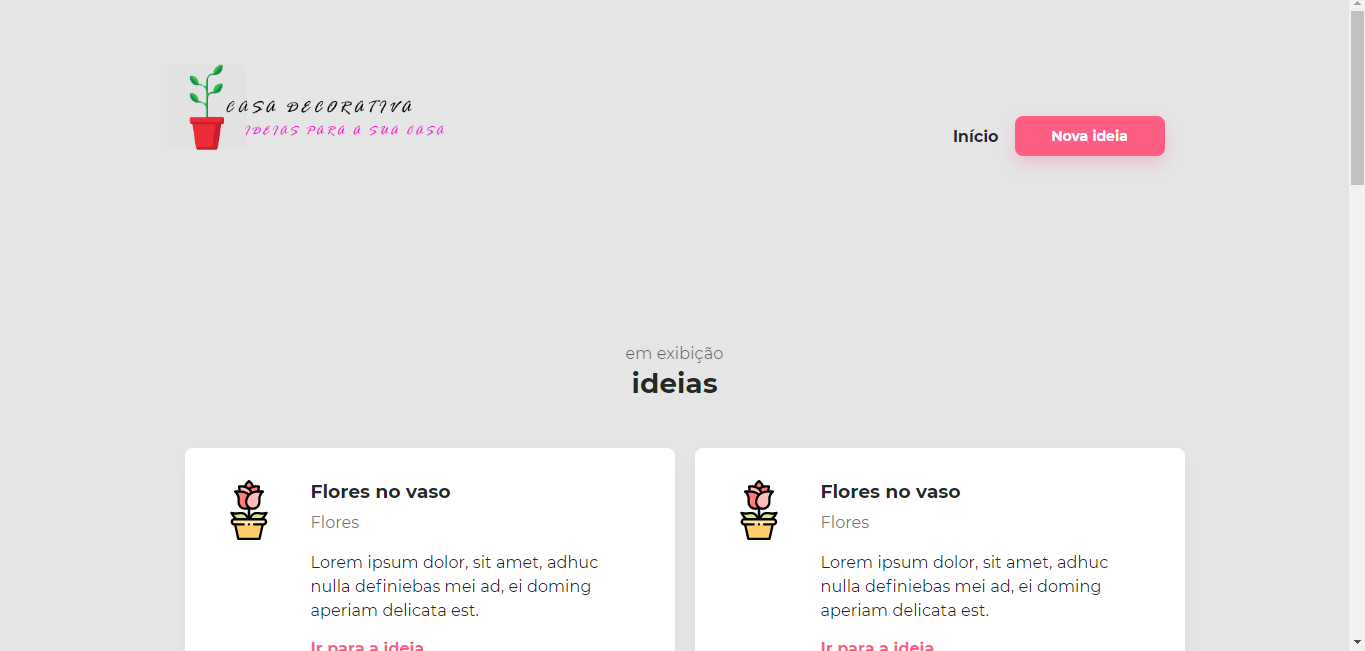 CASA DECORATIVA
IDEIAS PARA A SUA CASA
Início
Nova ideia
em exibição
ideias
Flores no vaso
Flores
Lorem ipsum dolor, sit amet, adhuc
nulla definiebas mei ad, ei doming
aperiam delicata est.
Ir para a ideia
Flores no vaso
Flores
Lorem ipsum dolor, sit amet, adhuc
nulla definiebas mei ad, ei doming
aperiam delicata est.
Ir para a ideia